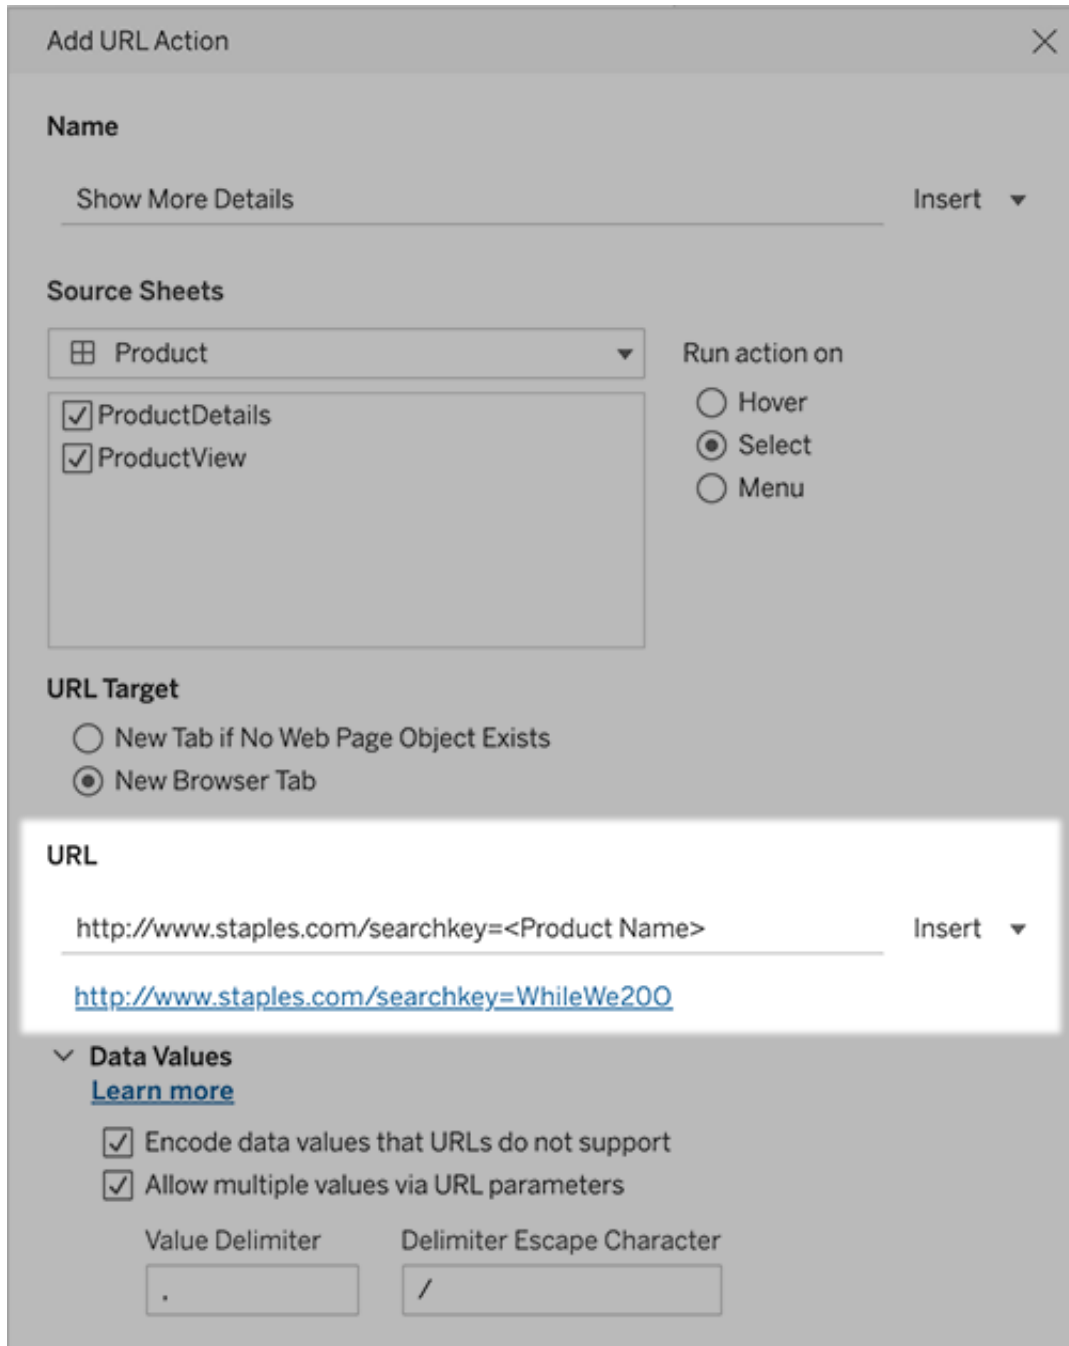 Add URL Action
Name
Show More Details
Insert
Source Sheets
Product
Run action on
ProductDetails
ProductView
Hover
Select
Menu
URL Target
New Tab if No Web Page Object Exists
New Browser Tab
URL
http://www.staples.com/searchkey=<Product Name>
Insert
http://www.staples.com/searchkey=WhileWe200
Data Values
Learn more
Encode data values that URLs do not support
Allow multiple values via URL parameters
Value Delimiter
Delimiter Escape Character
.
/